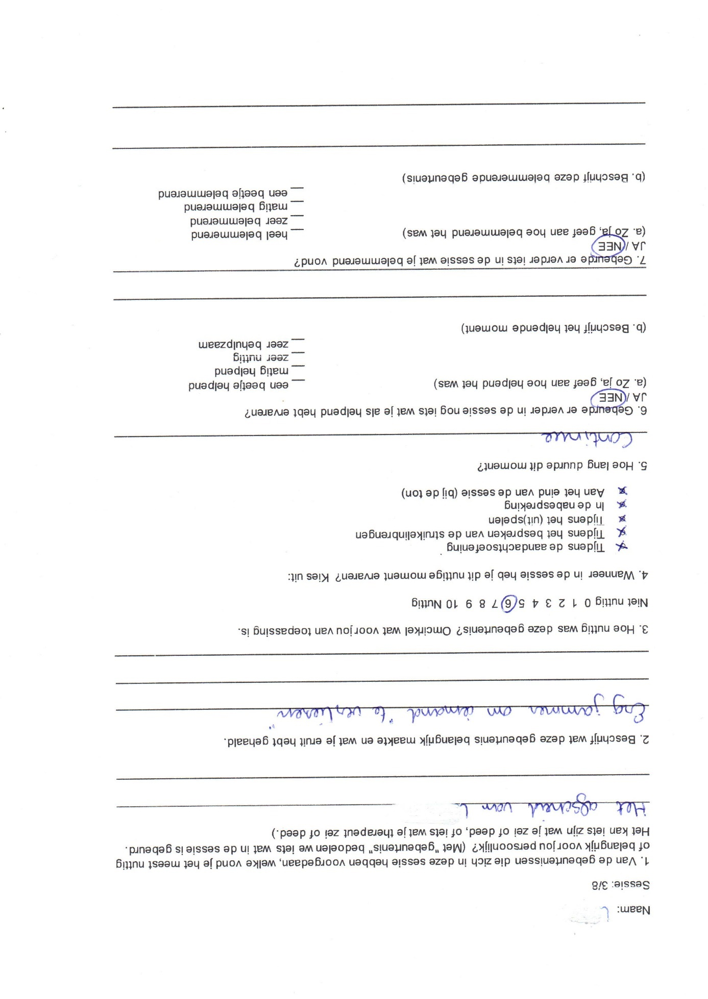 Naam: L
Sessie: 3/8
1. Van de gebeurtenissen die zich in deze sessie hebben voorgedaan, welke vond je het meest nuttig
of belangrijk voor jou persoonlijk? (Met "gebeurtenis" bedoelen we iets wat in de sessie is gebeurd.
Het kan iets zijn wat je zei of deed, of iets wat je therapeut zei of deed.)
Het afscheid van L
2. Beschrijf wat deze gebeurtenis belangrijk maakte en wat je eruit hebt gehaald.
Erg jammer om iemand "te verliezen"
3. Hoe nuttig was deze gebeurtenis? Omcirkel wat voor jou van toepassing is.
Niet nuttig 0 1 2 3 4 5 6 7 8 9 10 Nuttig
4. Wanneer in de sessie heb je dit nuttige moment ervaren? Kies uit:
Tijdens de aandachtsoefening
Tijdens het bespreken van de struikelinbrengen
Tijdens het (uit)spelen
In de nabespreking
Aan het eind van de sessie (bij de ton)
5. Hoe lang duurde dit moment?
Continue
6. Gebeurde er verder in de sessie nog iets wat je als helpend hebt ervaren?
JA / NEE
(a. Zo ja, geef aan hoe helpend het was) __ een beetje helpend
__ matig helpend
__ zeer nuttig
__ zeer behulpzaam
(b. Beschrijf het helpende moment)
7. Gebeurde er verder iets in de sessie wat je belemmerend vond?
JA / NEE
(a. Zo ja, geef aan hoe belemmerend het was) __ heel belemmerend
__ zeer belemmerend
__ matig belemmerend
__ een beetje belemmerend
(b. Beschrijf deze belemmerende gebeurtenis)